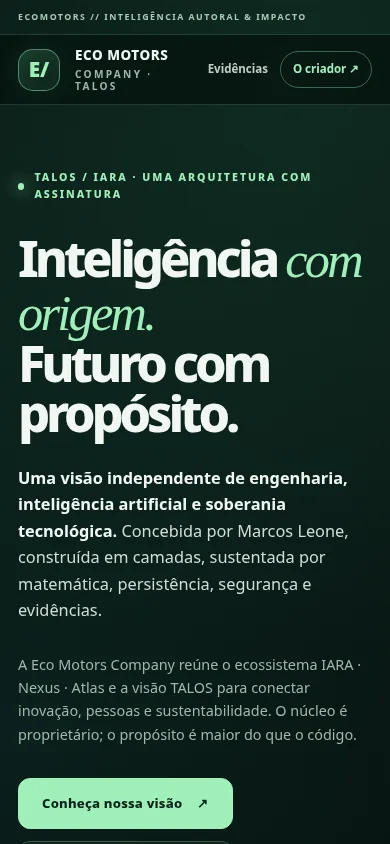 ECOMOTORS // INTELIGÊNCIA AUTORAL & IMPACTO
E/
ECO MOTORS
COMPANY ·
TALOS
Evidências
O criador ↗
TALOS / IARA · UMA ARQUITETURA COM
ASSINATURA
Inteligência com
origem.
Futuro com
propósito.
Uma visão independente de engenharia,
inteligência artificial e soberania
tecnológica. Concebida por Marcos Leone,
construída em camadas, sustentada por
matemática, persistência, segurança e
evidências.
A Eco Motors Company reúne o ecossistema IARA ·
Nexus · Atlas e a visão TALOS para conectar
inovação, pessoas e sustentabilidade. O núcleo é
proprietário; o propósito é maior do que o código.
Conheça nossa visão ↗